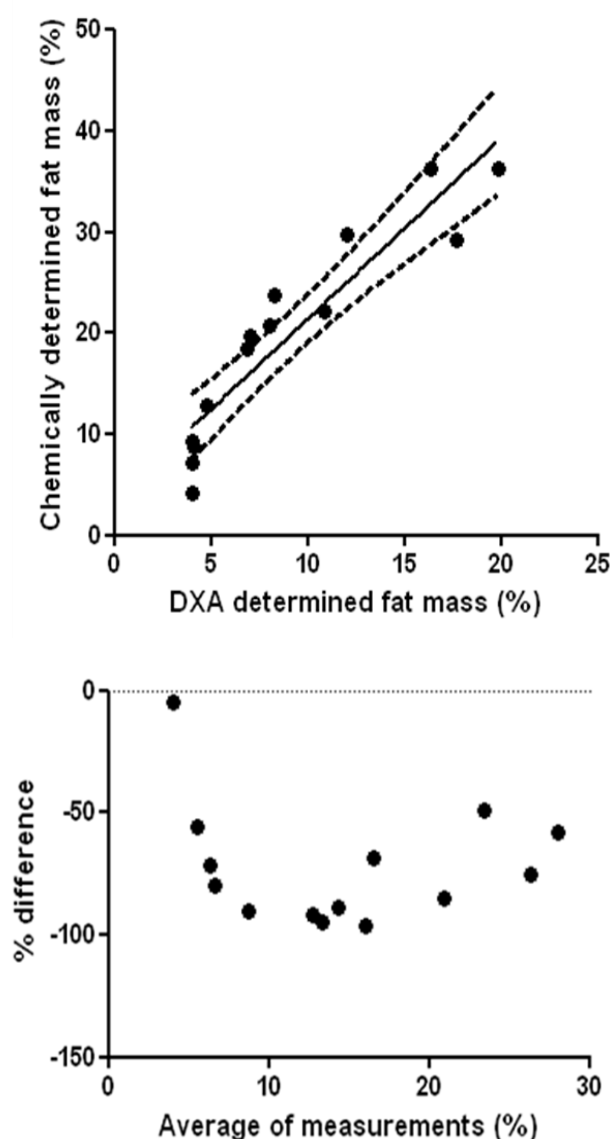 50
40
30
20
10
0
Chemically determined fat mass (%)
0 5 10 15 20 25
DXA determined fat mass (%)
0
-50
-100
-150
% difference
0 10 20 30
Average of measurements (%)